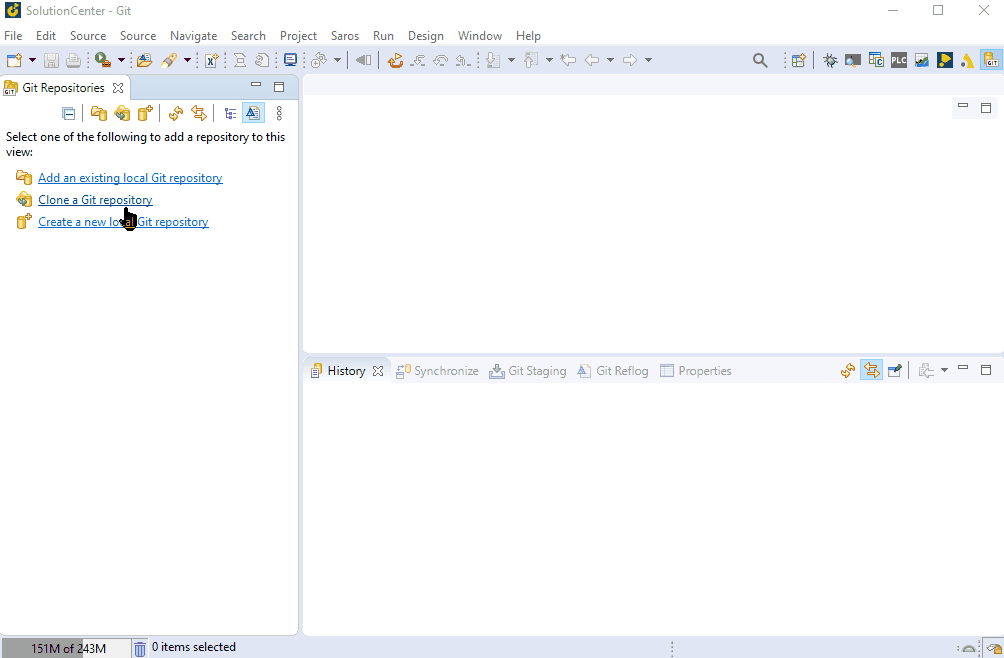 SolutionCenter - Git
File Edit Source Source Navigate Search Project Saros Run Design Window Help
PLC GIT
GIT Git Repositories
Select one of the following to add a repository to this
view:
Add an existing local Git repository
Clone a Git repository
Create a new local Git repository
History Synchronize Git Staging Git Reflog Properties
151M of 243M 0 items selected